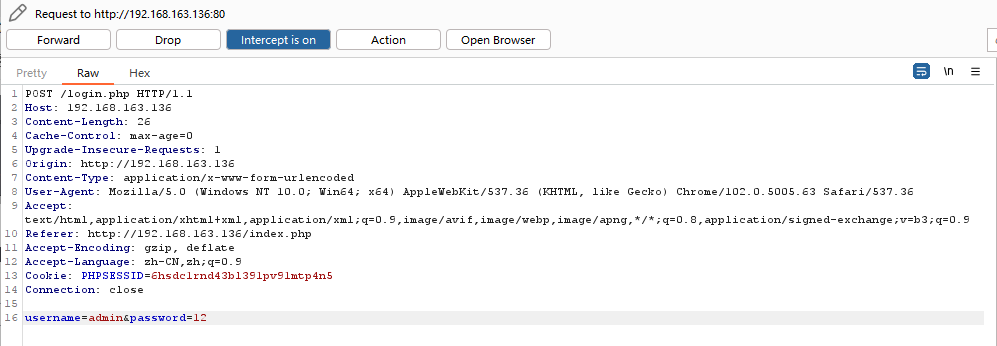 Request to http://192.168.163.136:80
Forward Drop Intercept is on Action Open Browser
Pretty Raw Hex \n
1 POST /login.php HTTP/1.1
2 Host: 192.168.163.136
3 Content-Length: 26
4 Cache-Control: max-age=0
5 Upgrade-Insecure-Requests: 1
6 Origin: http://192.168.163.136
7 Content-Type: application/x-www-form-urlencoded
8 User-Agent: Mozilla/5.0 (Windows NT 10.0; Win64; x64) AppleWebKit/537.36 (KHTML, like Gecko) Chrome/102.0.5005.63 Safari/537.36
9 Accept:
text/html,application/xhtml+xml,application/xml;q=0.9,image/avif,image/webp,image/apng,*/*;q=0.8,application/signed-exchange;v=b3;q=0.9
10 Referer: http://192.168.163.136/index.php
11 Accept-Encoding: gzip, deflate
12 Accept-Language: zh-CN,zh;q=0.9
13 Cookie: PHPSESSID=6hsdclrnd43bl39lpv9lmtp4n5
14 Connection: close
15
16 username=admin&password=12